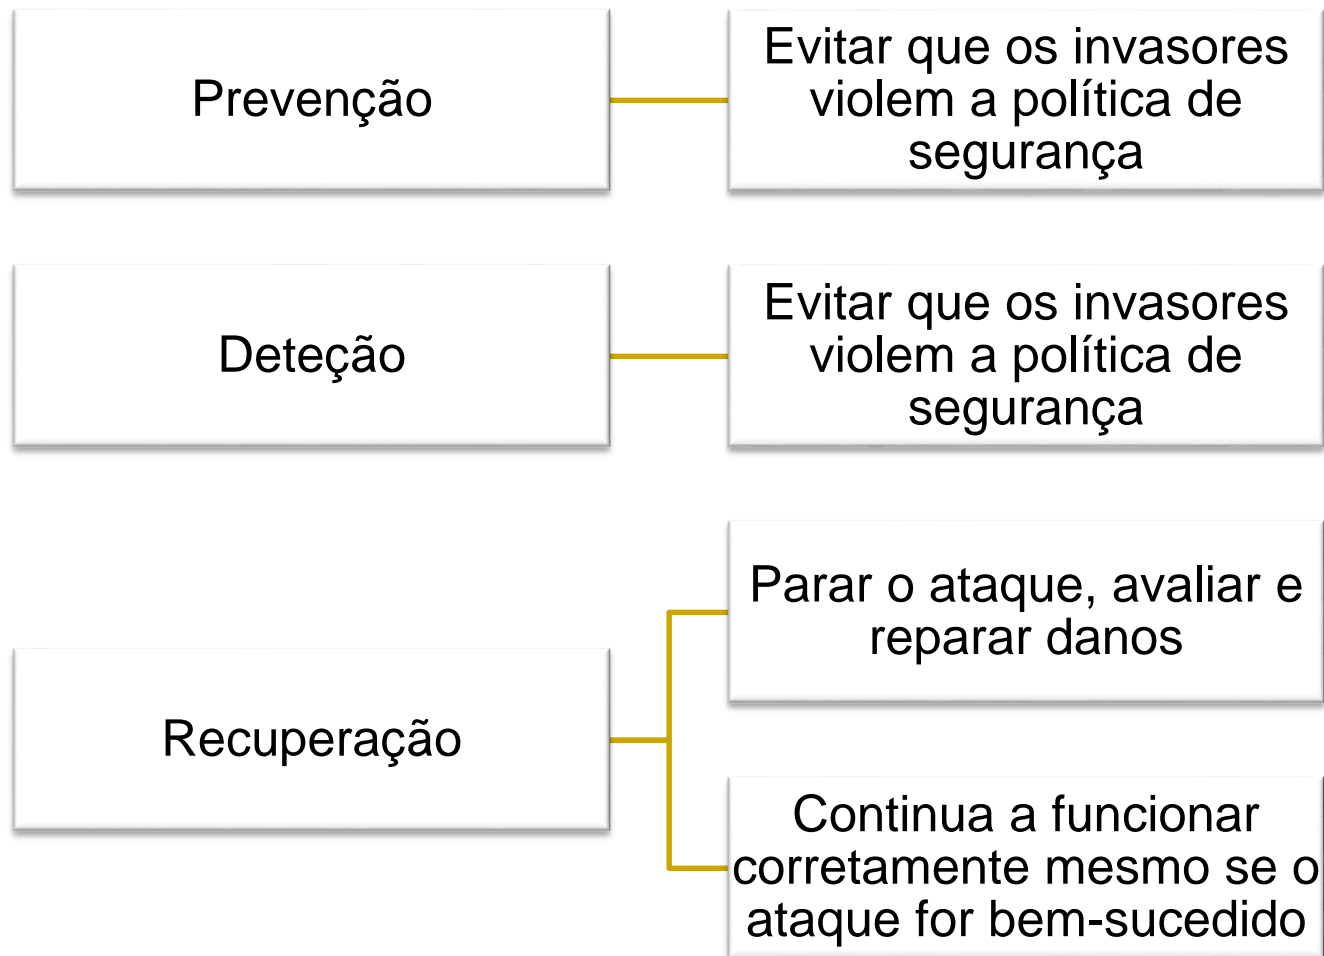 Prevenção
Evitar que os invasores
violem a política de
segurança
Deteção
Evitar que os invasores
violem a política de
segurança
Recuperação
Parar o ataque, avaliar e
reparar danos
Continua a funcionar
corretamente mesmo se o
ataque for bem-sucedido